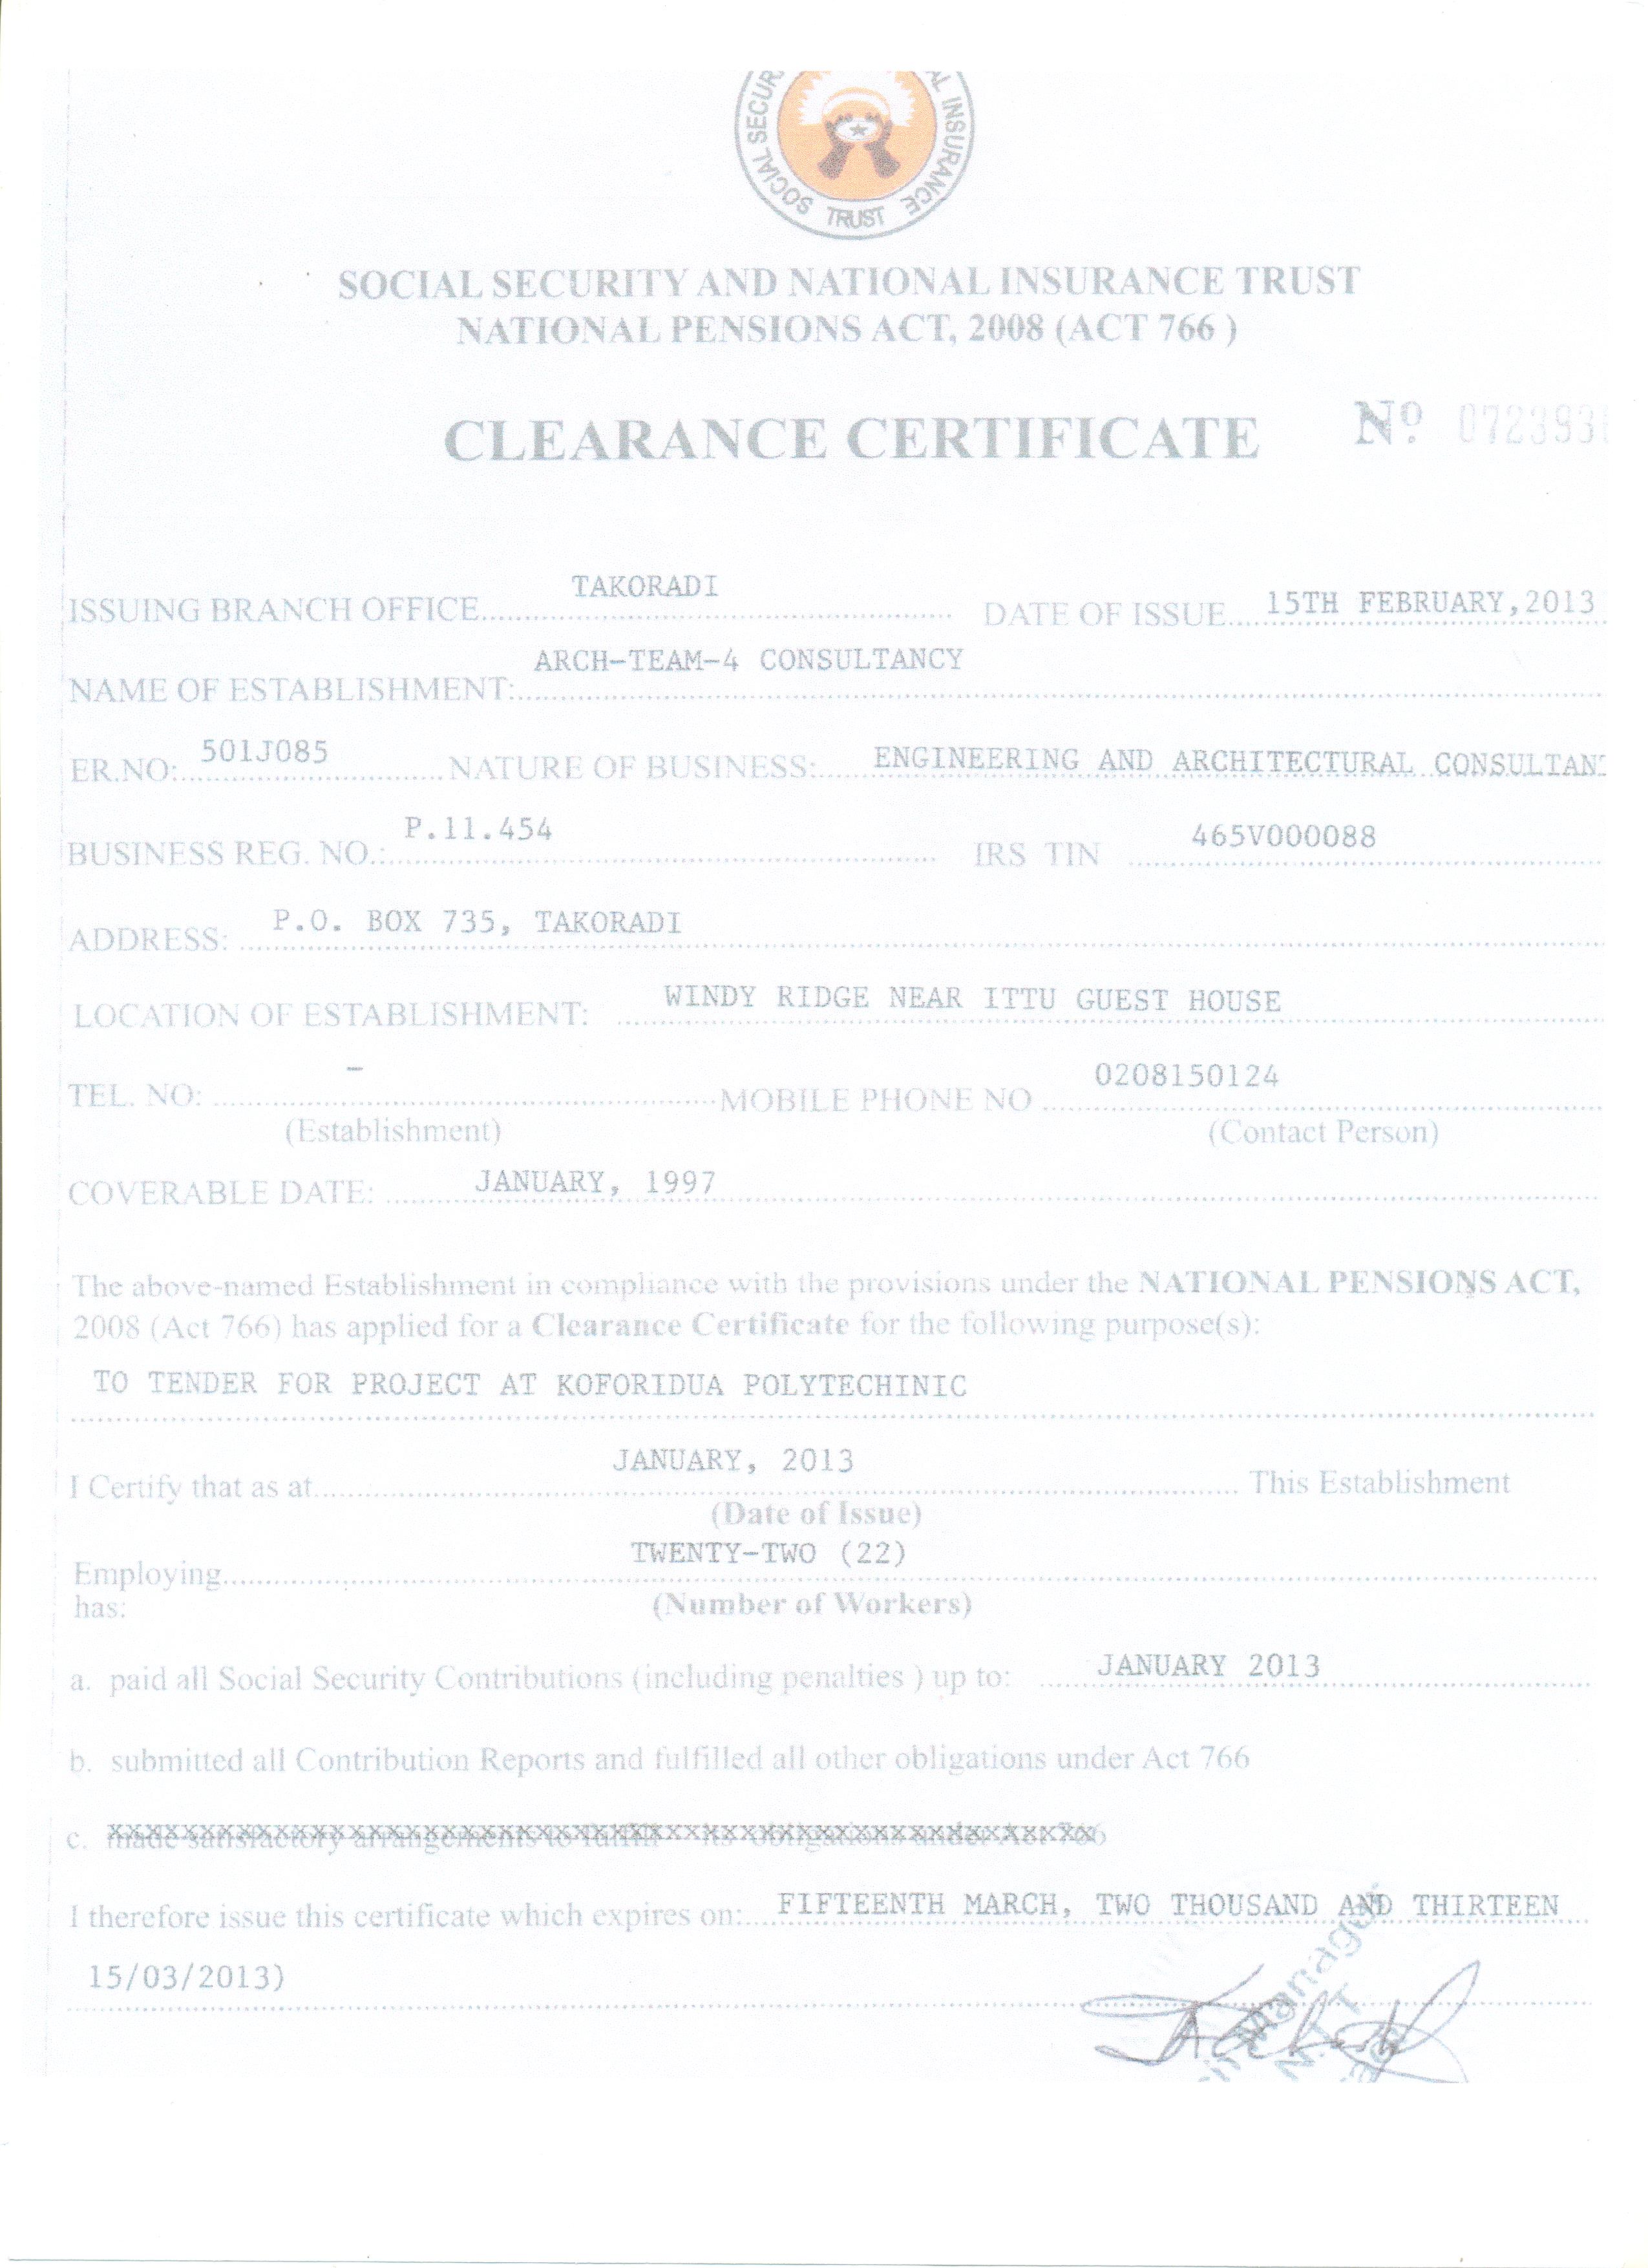 SOCIAL SECUR AL INSURANCE TRUST
SOCIAL SECURITY AND NATIONAL INSURANCE TRUST
NATIONAL PENSIONS ACT, 2008 (ACT 766 )
CLEARANCE CERTIFICATE Nº 072393
ISSUING BRANCH OFFICE TAKORADI DATE OF ISSUE 15TH FEBRUARY,2013
NAME OF ESTABLISHMENT: ARCH-TEAM-4 CONSULTANCY
ER.NO: 501J085 NATURE OF BUSINESS: ENGINEERING AND ARCHITECTURAL CONSULTAN
BUSINESS REG. NO.: P.11.454 IRS TIN 465V000088
ADDRESS: P.O. BOX 735, TAKORADI
LOCATION OF ESTABLISHMENT: WINDY RIDGE NEAR ITTU GUEST HOUSE
TEL. NO: – MOBILE PHONE NO 0208150124
(Establishment) (Contact Person)
COVERABLE DATE: JANUARY, 1997
The above-named Establishment in compliance with the provisions under the NATIONAL PENSIONS ACT,
2008 (Act 766) has applied for a Clearance Certificate for the following purpose(s):
TO TENDER FOR PROJECT AT KOFORIDUA POLYTECHINIC
I Certify that as at JANUARY, 2013 This Establishment
(Date of Issue)
Employing TWENTY-TWO (22)
has: (Number of Workers)
a. paid all Social Security Contributions (including penalties ) up to: JANUARY 2013
b. submitted all Contribution Reports and fulfilled all other obligations under Act 766
c. made satisfactory arrangements to fulfill its obligations under Act 766
I therefore issue this certificate which expires on: FIFTEENTH MARCH, TWO THOUSAND AND THIRTEEN
15/03/2013)
Manager